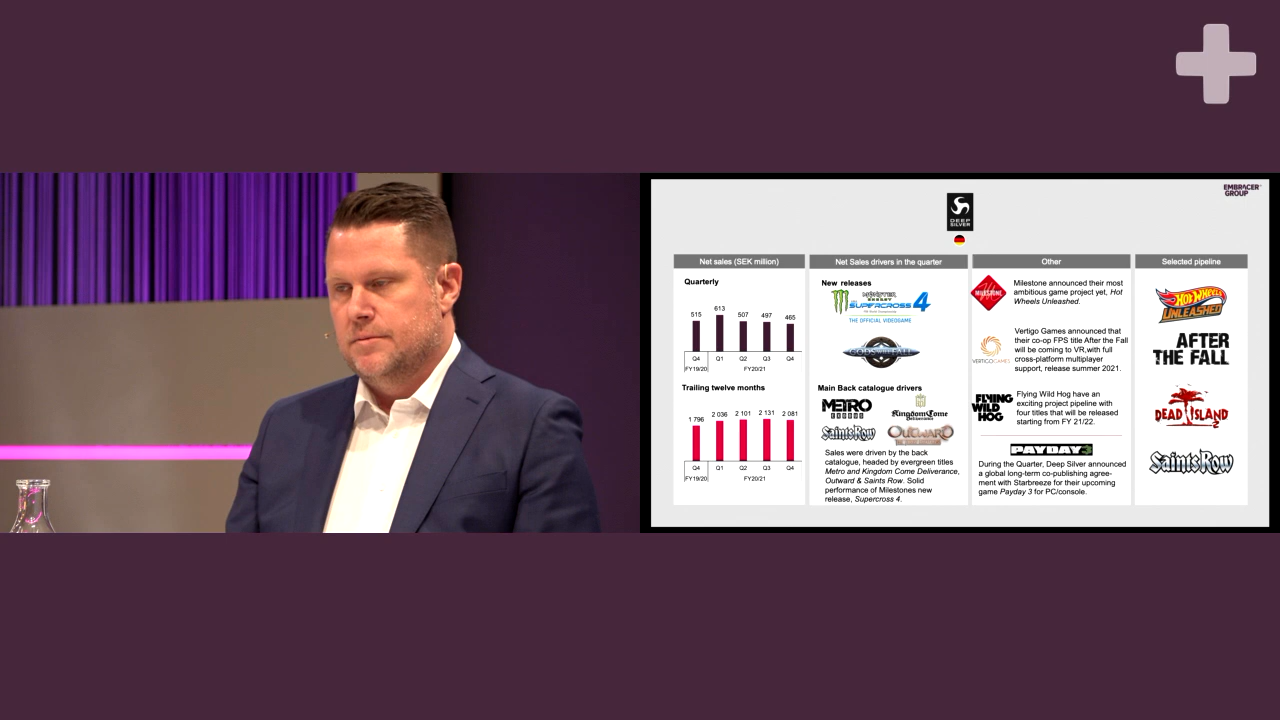 EMBRACER
GROUP
DEEP
SILVER
Net sales (SEK million)
Quarterly
515
613
507
497
465
Q4
Q1
Q2
Q3
Q4
FY19/20
FY20/21
Trailing twelve months
1 796
2 036
2 101
2 131
2 081
Q4
Q1
Q2
Q3
Q4
FY19/20
FY20/21
Net Sales drivers in the quarter
New releases
MONSTER
ENERGY
SUPERCROSS 4
THE OFFICIAL VIDEOGAME
GODS WILL FALL
Main Back catalogue drivers
METRO
EXODUS
KingdomCome
Deliverance
Saints Row
OUTWARD
Sales were driven by the back
catalogue, headed by evergreen titles
Metro and Kingdom Come Deliverance,
Outward & Saints Row. Solid
performance of Milestones new
release, Supercross 4.
Other
MILESTONE
Milestone announced their most
ambitious game project yet, Hot
Wheels Unleashed.
VERTIGO GAMES
Vertigo Games announced that
their co-op FPS title After the Fall
will be coming to VR,with full
cross-platform multiplayer
support, release summer 2021.
FLYING
WILD
HOG
Flying Wild Hog have an
exciting project pipeline with
four titles that will be released
starting from FY 21/22.
PAYDAY 3
During the Quarter, Deep Silver announced
a global long-term co-publishing agree-
ment with Starbreeze for their upcoming
game Payday 3 for PC/console.
Selected pipeline
HOT WHEELS
UNLEASHED
AFTER
THE FALL
DEAD ISLAND
2
Saints Row